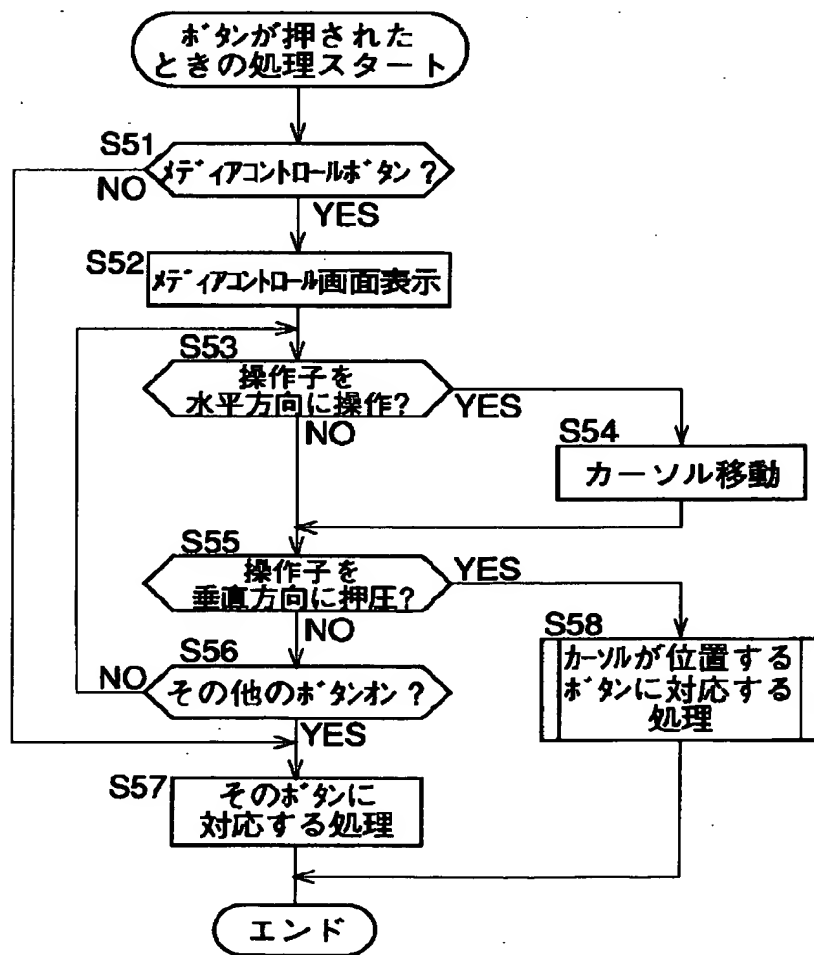 ボタンが押された
ときの処理スタート
S51
メディアコントロールボタン?
NO
YES
S52
メディアコントロール画面表示
S53
操作子を
水平方向に操作?
YES
NO
S54
カーソル移動
S55
操作子を
垂直方向に押圧?
YES
NO
S56
その他のボタンオン?
NO
YES
S58
カーソルが位置する
ボタンに対応する
処理
S57
そのボタンに
対応する処理
エンド